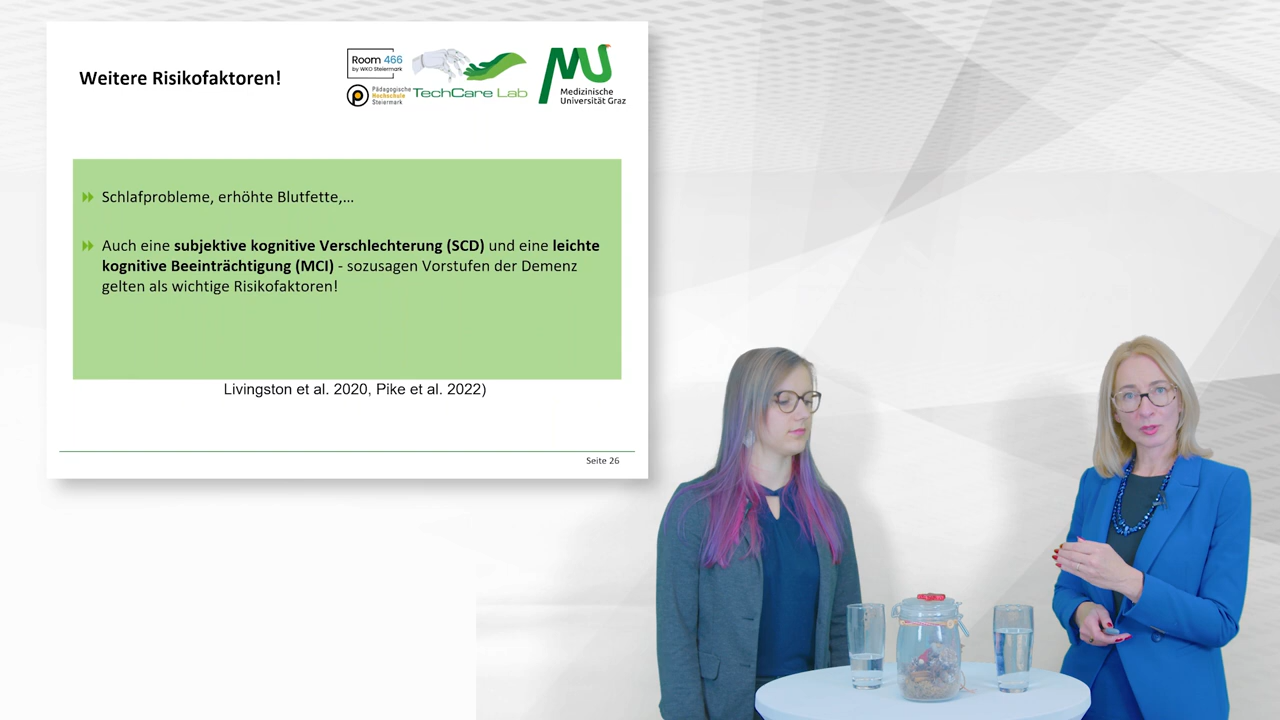 Weitere Risikofaktoren!
Room 466
by WKO Steiermark
Pädagogische
Hochschule
Steiermark
TechCare Lab
Medizinische
Universität Graz
Schlafprobleme, erhöhte Blutfette,...
Auch eine subjektive kognitive Verschlechterung (SCD) und eine leichte
kognitive Beeinträchtigung (MCI) - sozusagen Vorstufen der Demenz
gelten als wichtige Risikofaktoren!
Livingston et al. 2020, Pike et al. 2022)
Seite 26